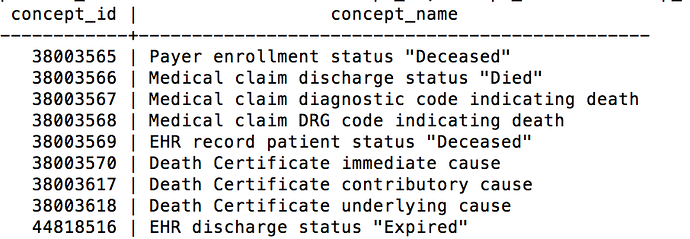 concept_id | concept_name
------------+-----------------------------------------------
38003565 | Payer enrollment status "Deceased"
38003566 | Medical claim discharge status "Died"
38003567 | Medical claim diagnostic code indicating death
38003568 | Medical claim DRG code indicating death
38003569 | EHR record patient status "Deceased"
38003570 | Death Certificate immediate cause
38003617 | Death Certificate contributory cause
38003618 | Death Certificate underlying cause
44818516 | EHR discharge status "Expired"